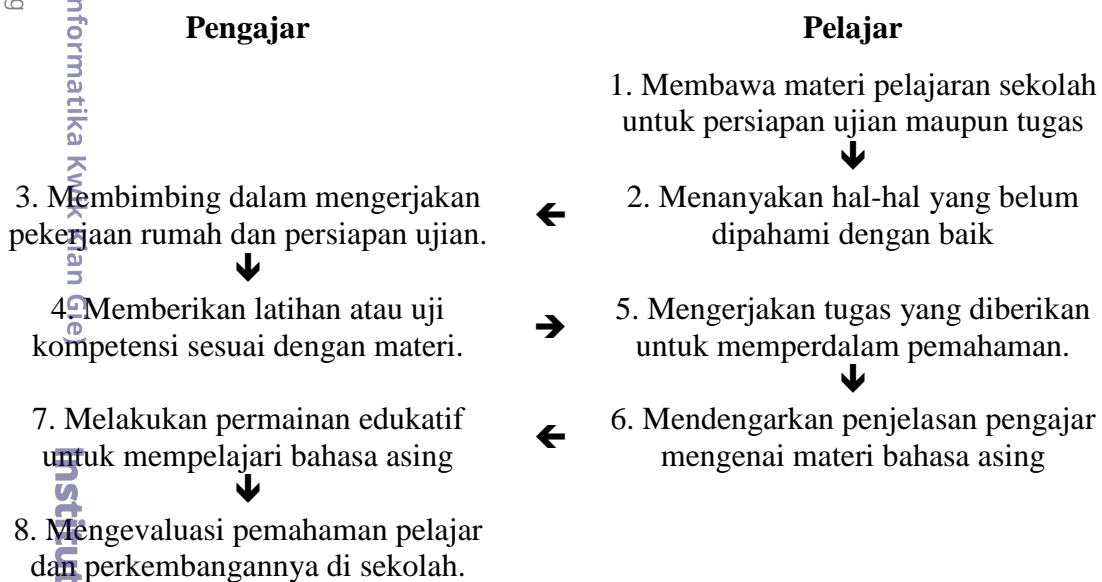 Pengajar
Pelajar
1. Membawa materi pelajaran sekolah
untuk persiapan ujian maupun tugas
2. Menanyakan hal-hal yang belum
dipahami dengan baik
3. Membimbing dalam mengerjakan
pekerjaan rumah dan persiapan ujian.
4. Memberikan latihan atau uji
kompetensi sesuai dengan materi.
5. Mengerjakan tugas yang diberikan
untuk memperdalam pemahaman.
6. Mendengarkan penjelasan pengajar
mengenai materi bahasa asing
7. Melakukan permainan edukatif
untuk mempelajari bahasa asing
8. Mengevaluasi pemahaman pelajar
dan perkembangannya di sekolah.
Kwik Kian Gie)